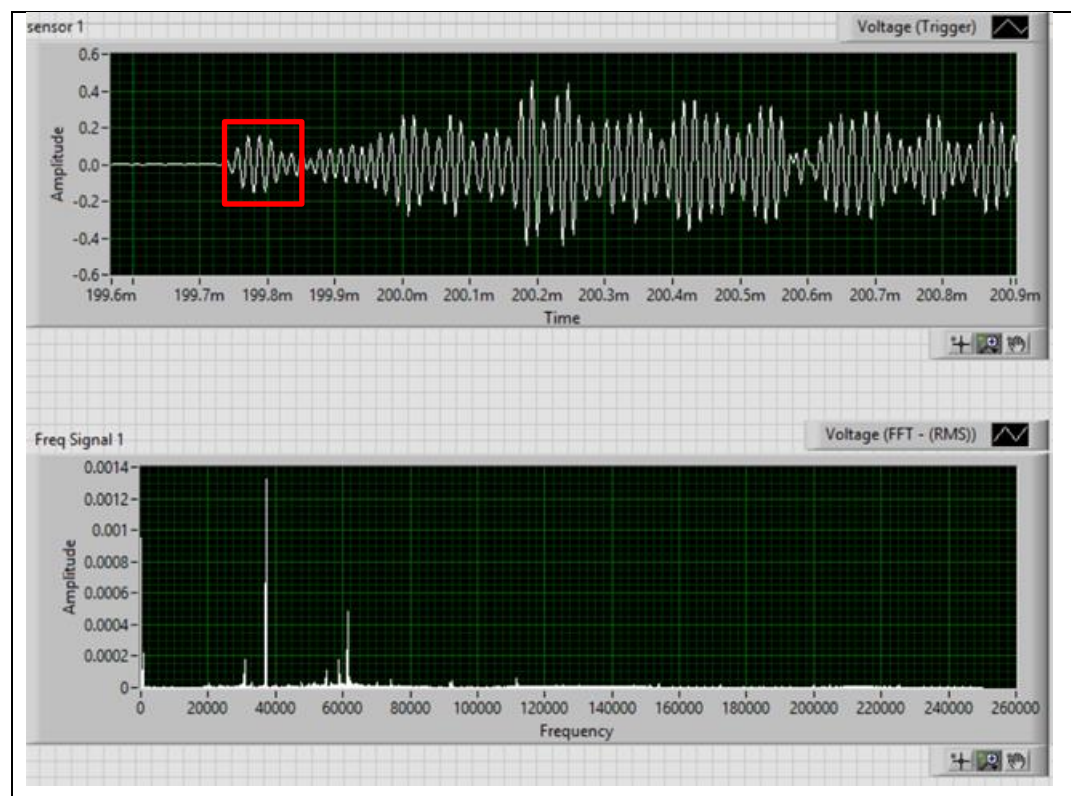 sensor 1
Voltage (Trigger)
0.6
0.4
0.2
0.0
-0.2
-0.4
-0.6
Amplitude
199.6m 199.7m 199.8m 199.9m 200.0m 200.1m 200.2m 200.3m 200.4m 200.5m 200.6m 200.7m 200.8m 200.9m
Time
Freq Signal 1
Voltage (FFT - (RMS))
0.0014
0.0012
0.001
0.0008
0.0006
0.0004
0.0002
0
Amplitude
0 20000 40000 60000 80000 100000 120000 140000 160000 180000 200000 220000 240000 260000
Frequency